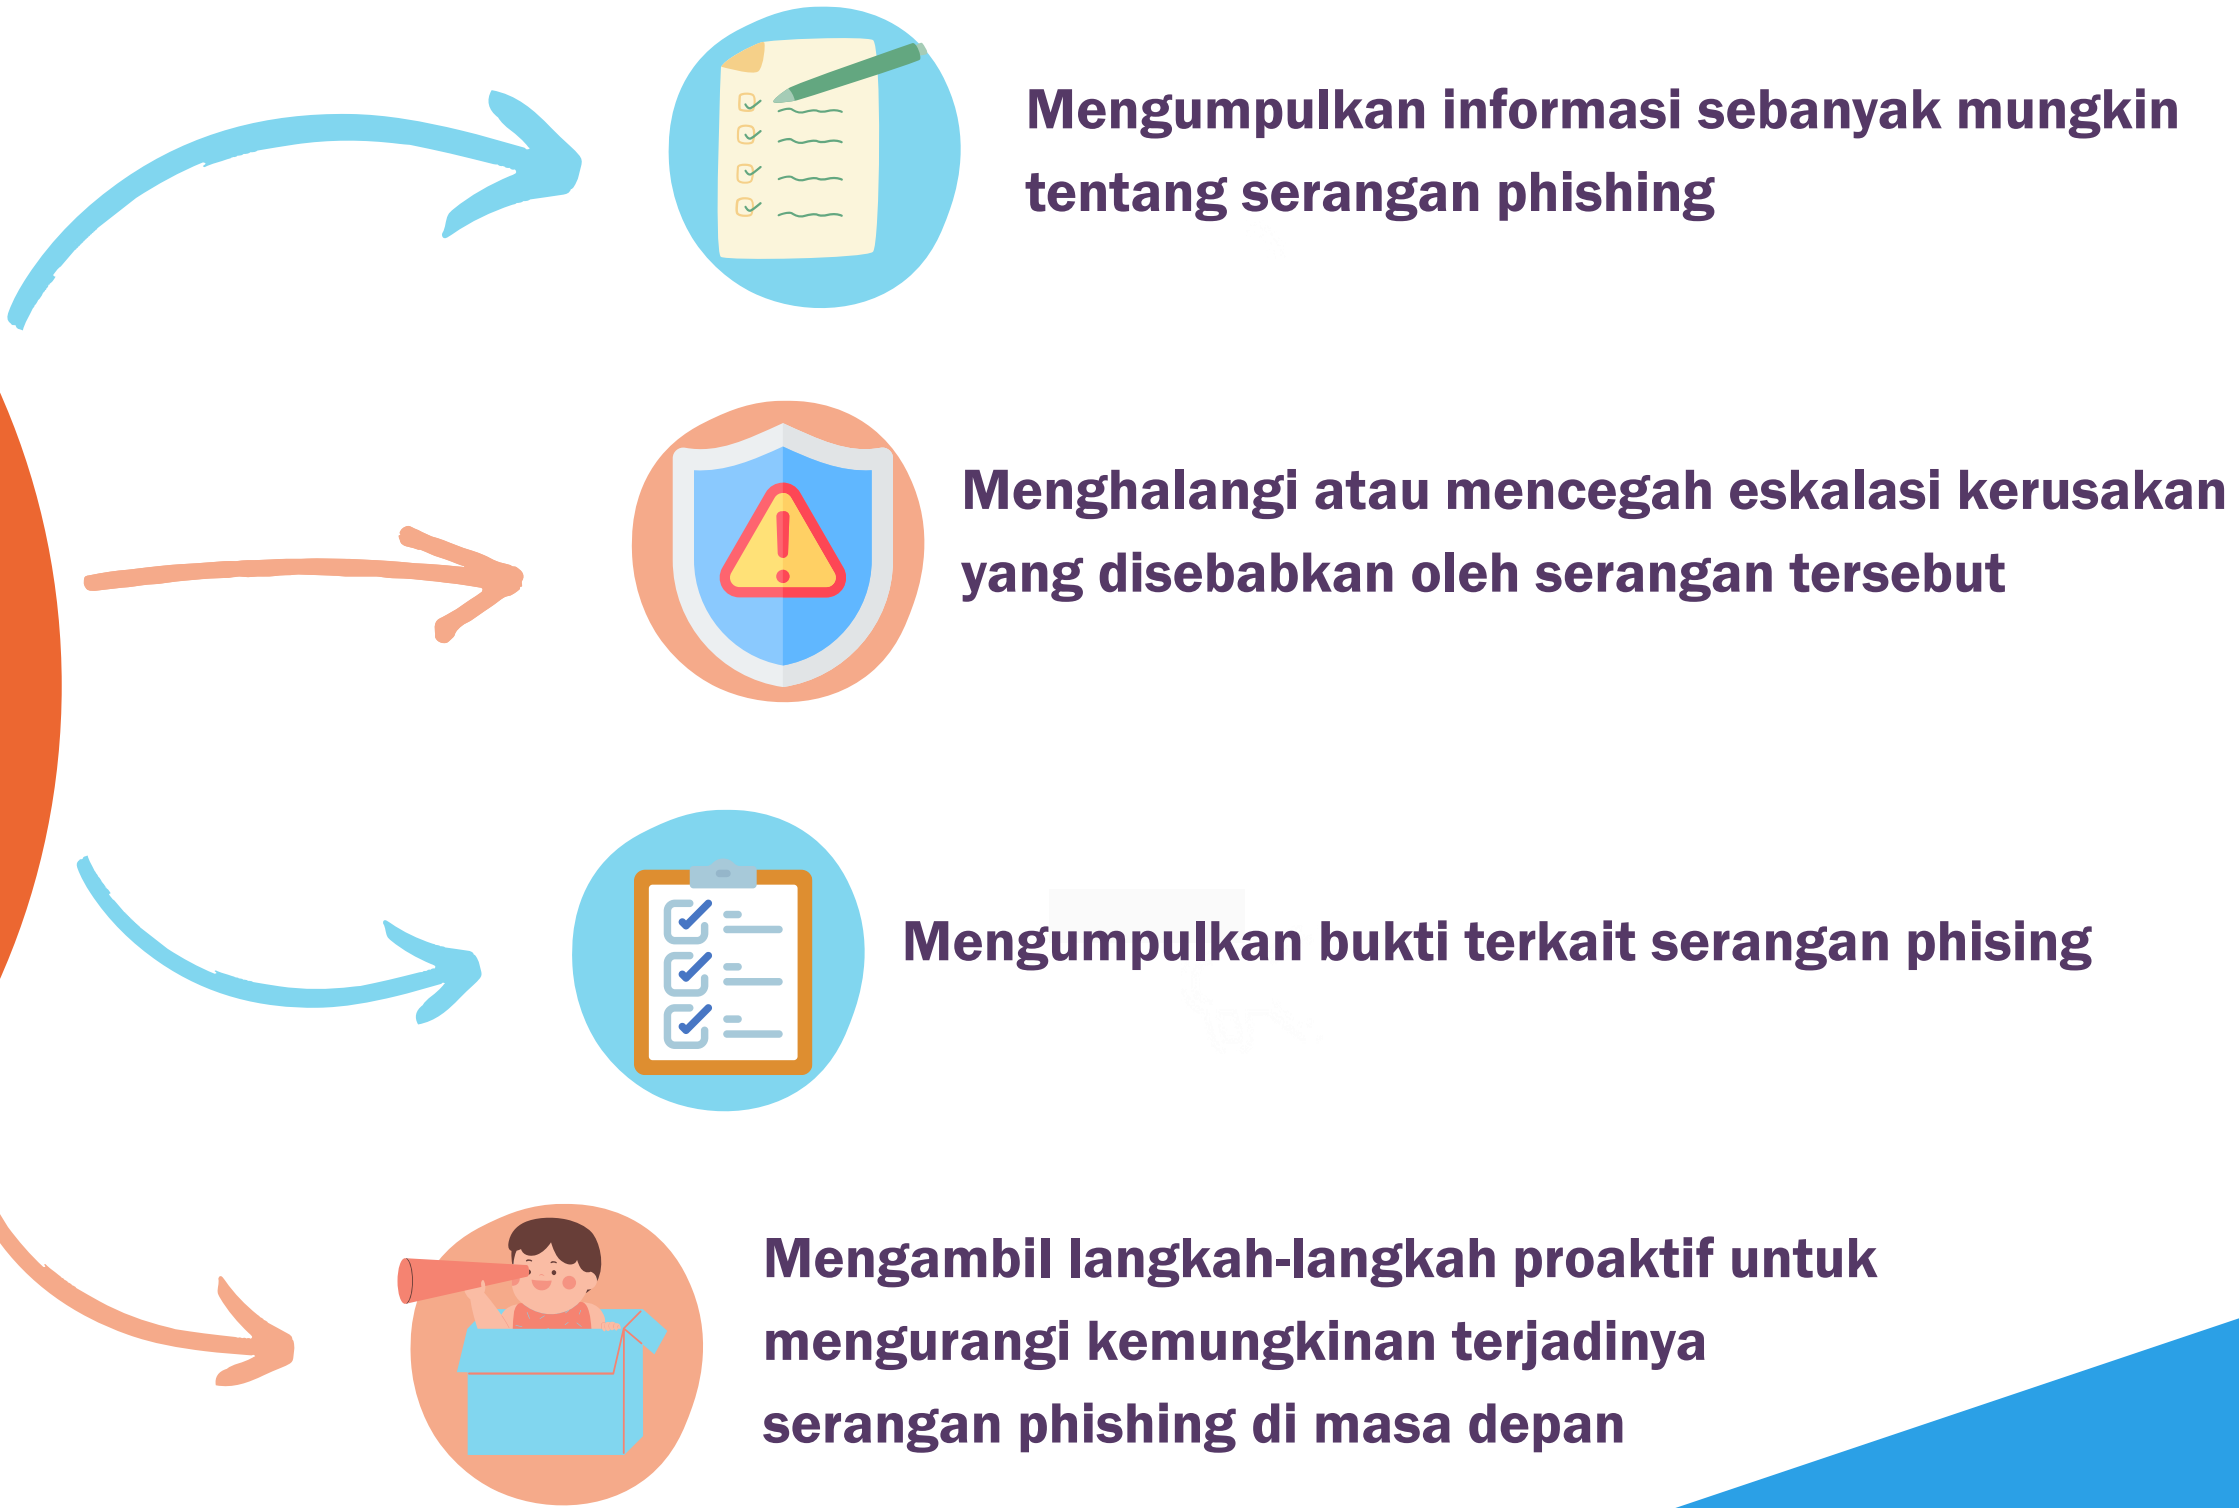 Mengumpulkan informasi sebanyak mungkin
tentang serangan phishing
Menghalangi atau mencegah eskalasi kerusakan
yang disebabkan oleh serangan tersebut
Mengumpulkan bukti terkait serangan phising
Mengambil langkah-langkah proaktif untuk
mengurangi kemungkinan terjadinya
serangan phishing di masa depan